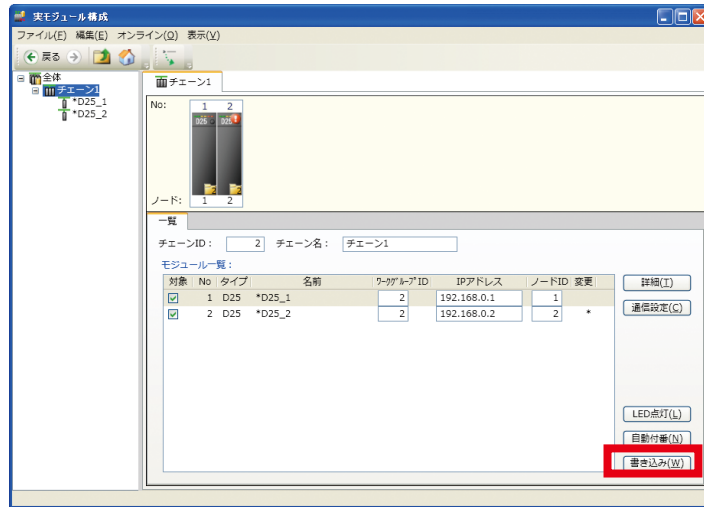 実モジュール構成
ファイル(F) 編集(E) オンライン(O) 表示(V)
戻る
全体
チェーン1
*D25_1
*D25_2
チェーン1
No: 1 2
D25 D25
2 2
ノード: 1 2
一覧
チェーンID: 2 チェーン名: チェーン1
モジュール一覧:
対象 No タイプ 名前 ワークグループID IPアドレス ノードID 変更
1 D25 *D25_1 2 192.168.0.1 1
2 D25 *D25_2 2 192.168.0.2 2 *
詳細(T)
通信設定(C)
LED点灯(L)
自動付番(N)
書き込み(W)